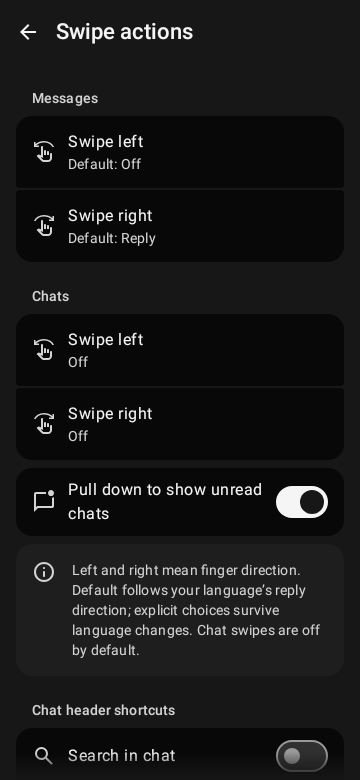 Swipe actions
Messages
Swipe left
Default: Off
Swipe right
Default: Reply
Chats
Swipe left
Off
Swipe right
Off
Pull down to show unread
chats
Left and right mean finger direction.
Default follows your language’s reply
direction; explicit choices survive
language changes. Chat swipes are off
by default.
Chat header shortcuts
Search in chat